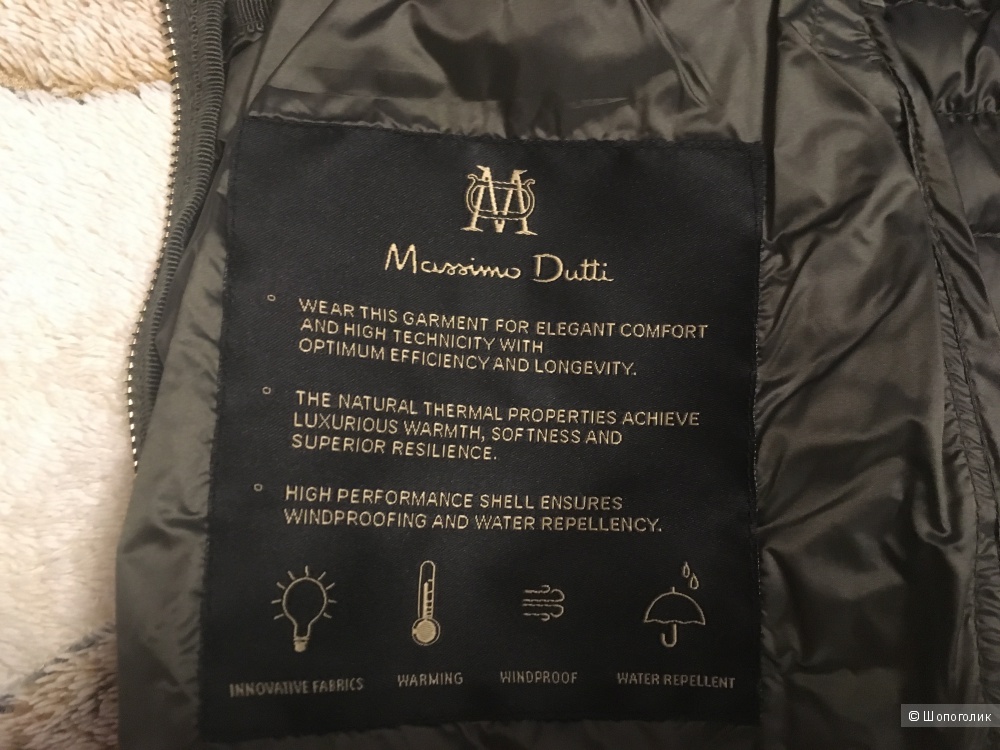 M
Massimo Dutti
° WEAR THIS GARMENT FOR ELEGANT COMFORT
AND HIGH TECHNICITY WITH
OPTIMUM EFFICIENCY AND LONGEVITY.
° THE NATURAL THERMAL PROPERTIES ACHIEVE
LUXURIOUS WARMTH, SOFTNESS AND
SUPERIOR RESILIENCE.
° HIGH PERFORMANCE SHELL ENSURES
WINDPROOFING AND WATER REPELLENCY.
INNOVATIVE FABRICS WARMING WINDPROOF WATER REPELLENT
© Шопоголик